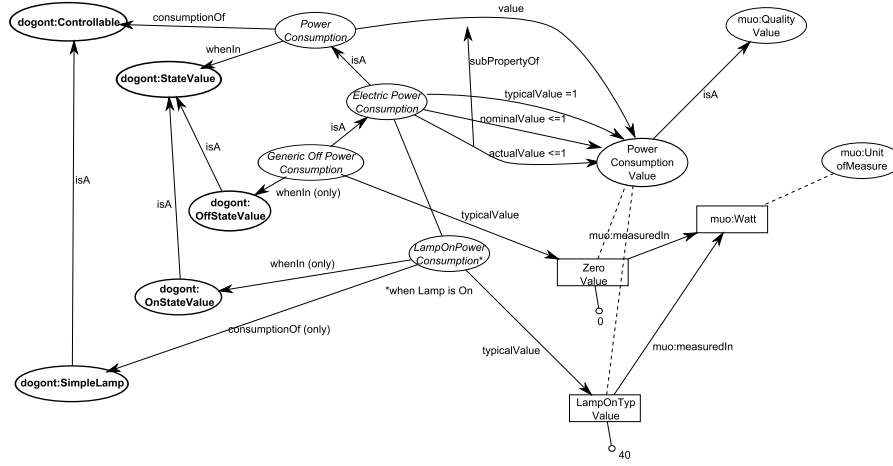 value
dogont:Controllable
consumptionOf
Power
Consumption
muo:Quality
Value
whenIn
isA
subPropertyOf
dogont:StateValue
Electric Power
Consumption
typicalValue =1
isA
nominalValue <=1
isA
isA
Generic Off Power
Consumption
actualValue <=1
Power
Consumption
Value
muo:Unit
ofMeasure
isA
whenIn (only)
dogont:
OffStateValue
isA
typicalValue
muo:Watt
muo:measuredIn
LampOnPower
Consumption*
whenIn (only)
Zero
Value
dogont:
OnStateValue
*when Lamp is On
0
consumptionOf (only)
typicalValue
muo:measuredIn
dogont:SimpleLamp
LampOnTyp
Value
40